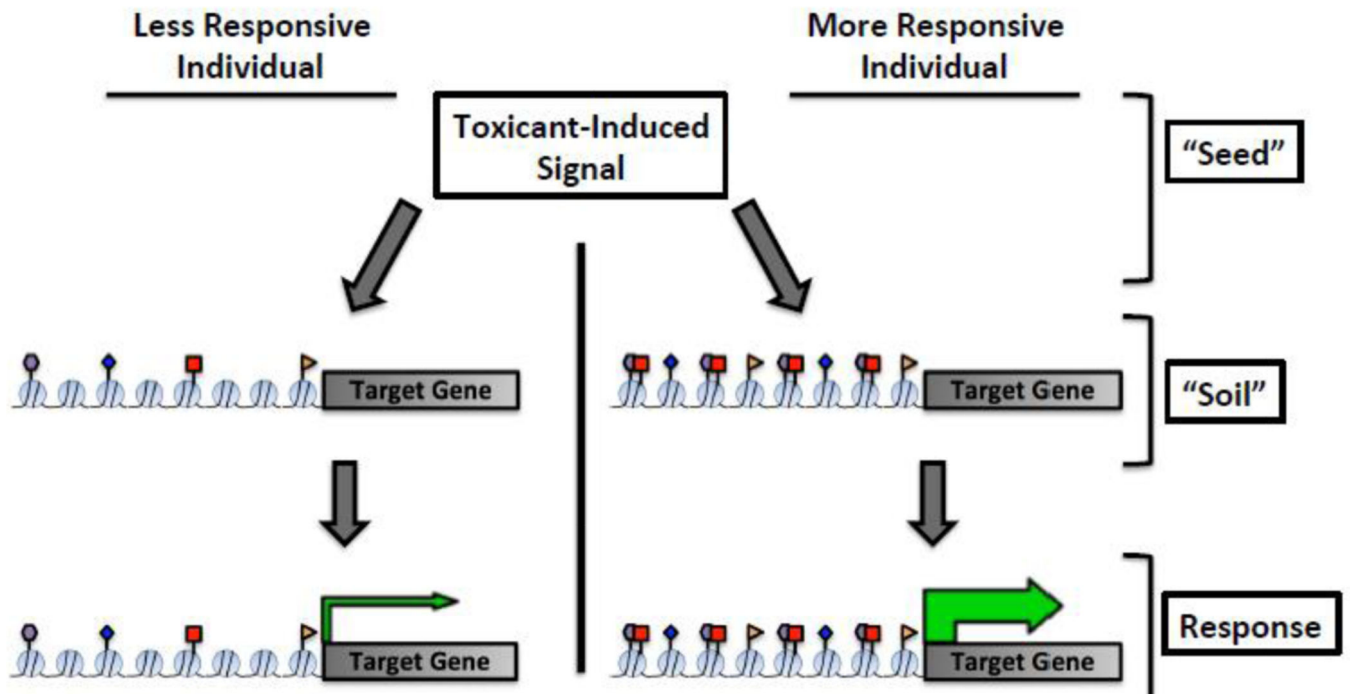 Less Responsive
Individual
More Responsive
Individual
Toxicant-Induced
Signal
“Seed”
Target Gene
Target Gene
“Soil”
Response
Target Gene
Target Gene